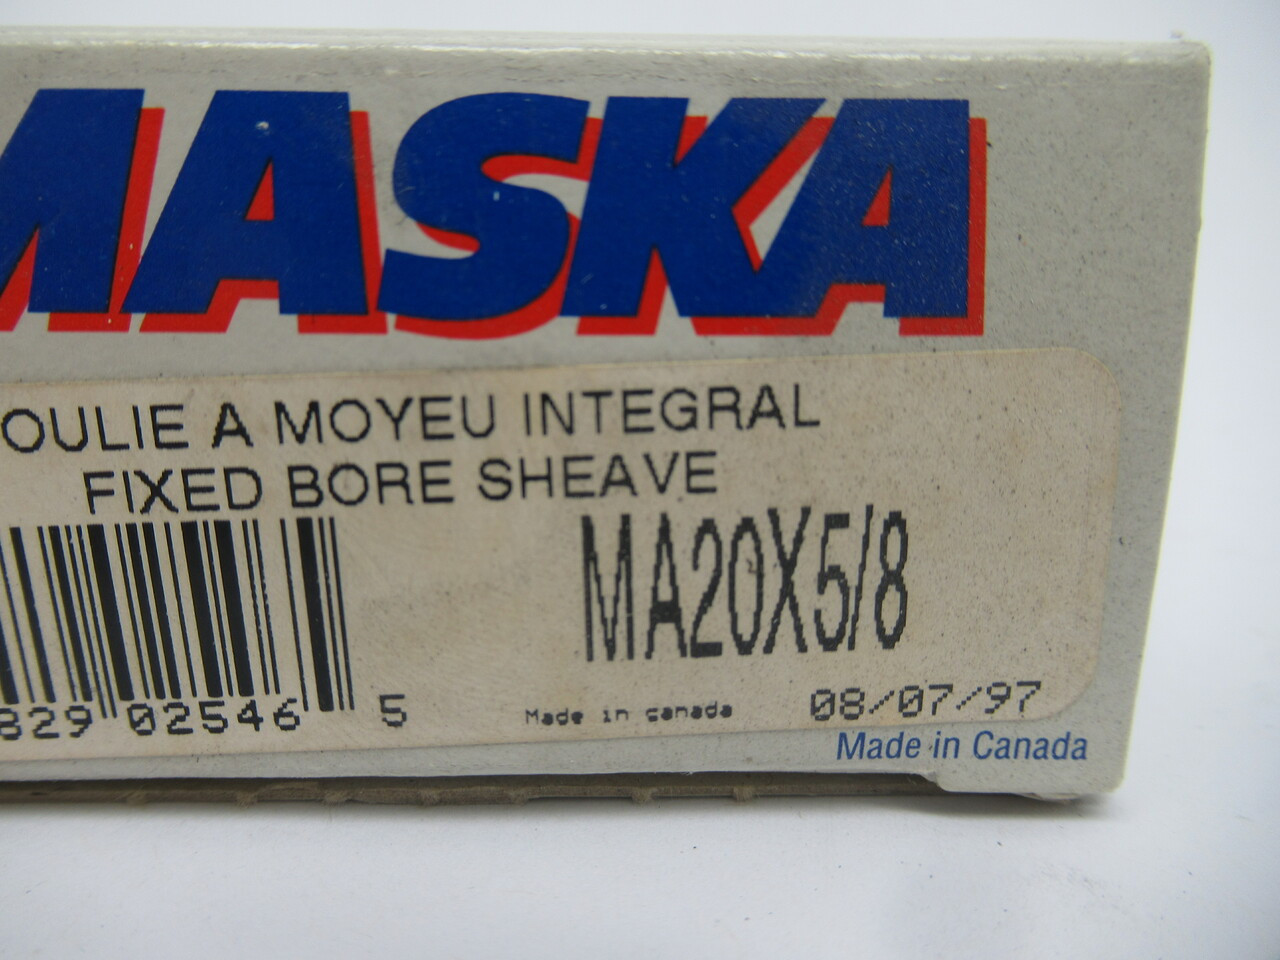 MASKA
OULIE A MOYEU INTEGRAL
FIXED BORE SHEAVE
MA20X5/8
829 02546 5
Made in canada
08/07/97
Made in Canada